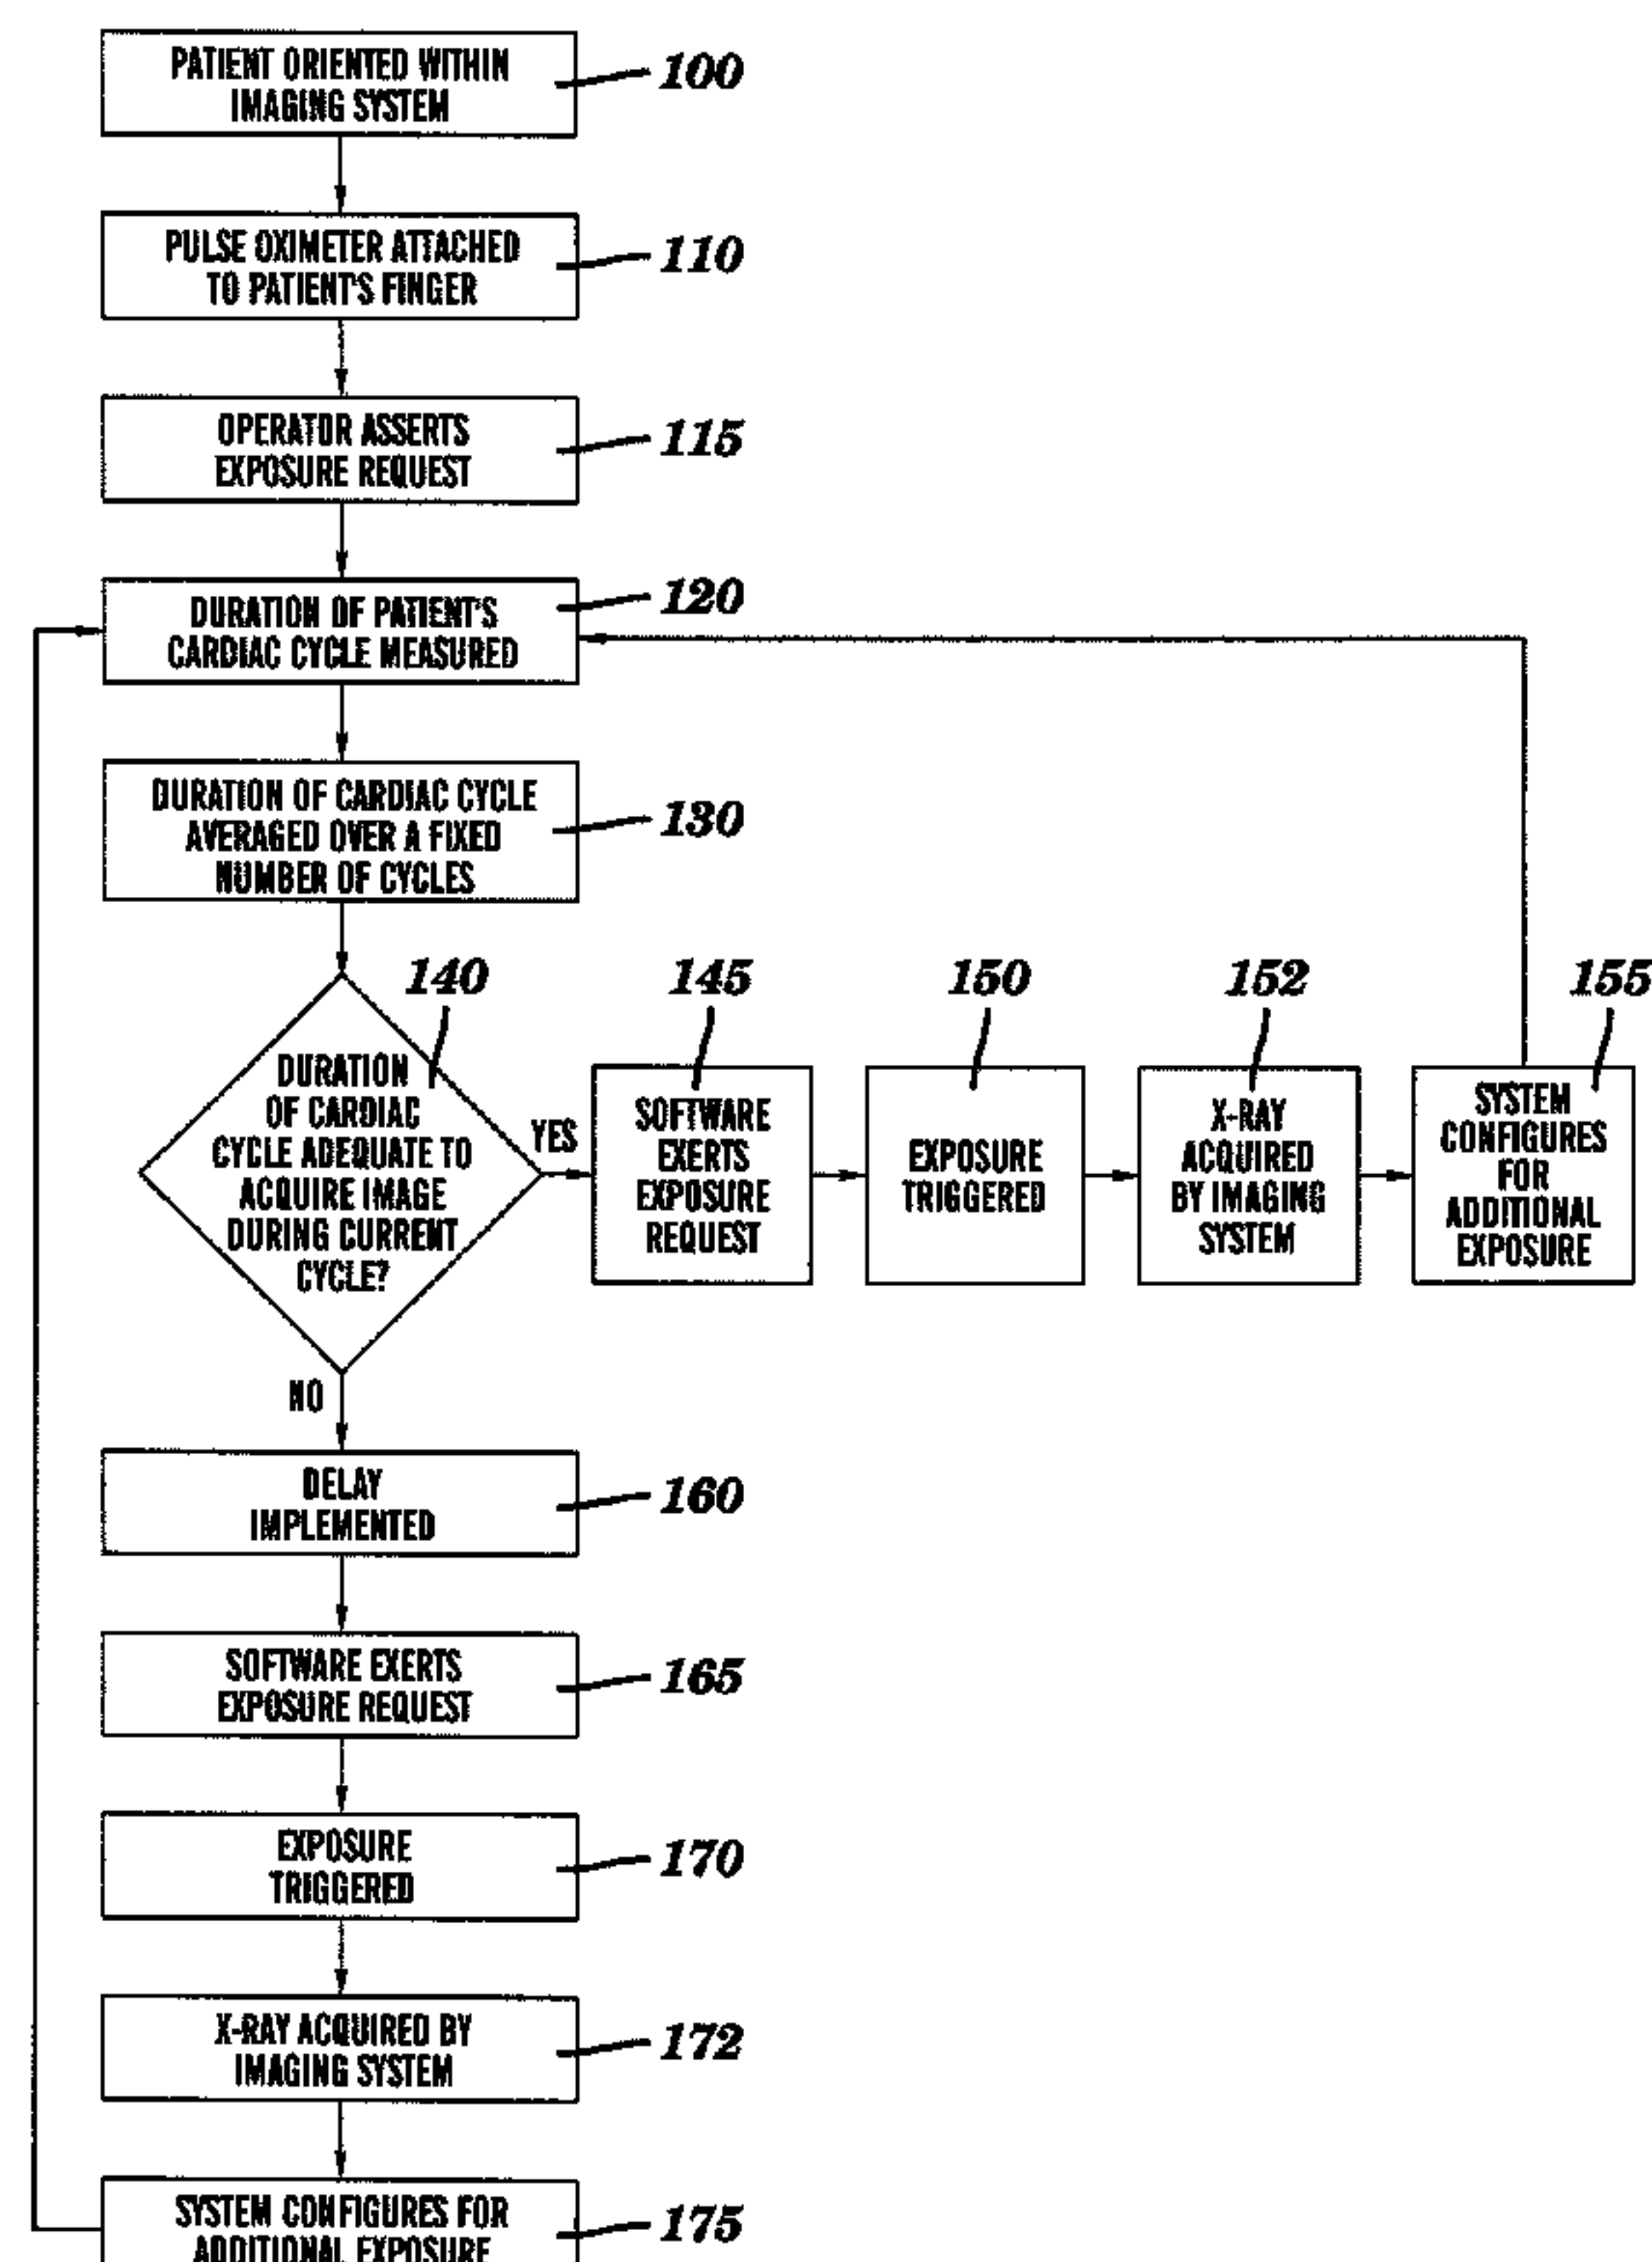 PATIENT ORIENTED WITHIN
IMAGING SYSTEM
100
PULSE OXIMETER ATTACHED
TO PATIENT'S FINGER
110
OPERATOR ASSERTS
EXPOSURE REQUEST
115
DURATION OF PATIENT'S
CARDIAC CYCLE MEASURED
120
DURATION OF CARDIAC CYCLE
AVERAGED OVER A FIXED
NUMBER OF CYCLES
130
140
DURATION
OF CARDIAC
CYCLE ADEQUATE TO
ACQUIRE IMAGE
DURING CURRENT
CYCLE?
YES
145
SOFTWARE
EXERTS
EXPOSURE
REQUEST
150
EXPOSURE
TRIGGERED
152
X-RAY
ACQUIRED
BY IMAGING
SYSTEM
155
SYSTEM
CONFIGURES
FOR
ADDITIONAL
EXPOSURE
NO
DELAY
IMPLEMENTED
160
SOFTWARE EXERTS
EXPOSURE REQUEST
165
EXPOSURE
TRIGGERED
170
X-RAY ACQUIRED BY
IMAGING SYSTEM
172
SYSTEM CONFIGURES FOR
ADDITIONAL EXPOSURE
175